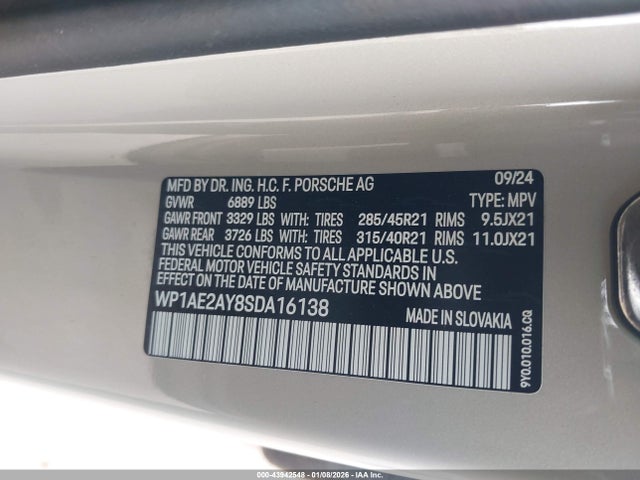 MFD BY DR. ING. H.C. F. PORSCHE AG 09/24
GVWR 6889 LBS TYPE: MPV
GAWR FRONT 3329 LBS WITH: TIRES 285/45R21 RIMS 9.5JX21
GAWR REAR 3726 LBS WITH: TIRES 315/40R21 RIMS 11.0JX21
THIS VEHICLE CONFORMS TO ALL APPLICABLE U.S.
FEDERAL MOTOR VEHICLE SAFETY STANDARDS IN
EFFECT ON THE DATE OF MANUFACTURE SHOWN ABOVE
WP1AE2AY8SDA16138 MADE IN SLOVAKIA
9Y0.010.016.CQ
000-43942548 - 01/08/2026 - IAA Inc.